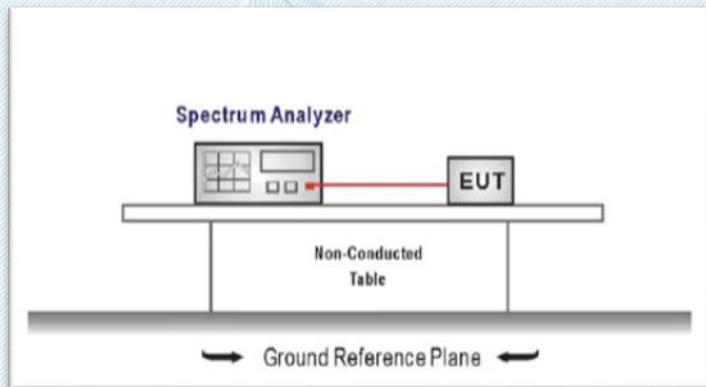 Spectrum Analyzer
EUT
Non-Conducted
Table
Ground Reference Plane